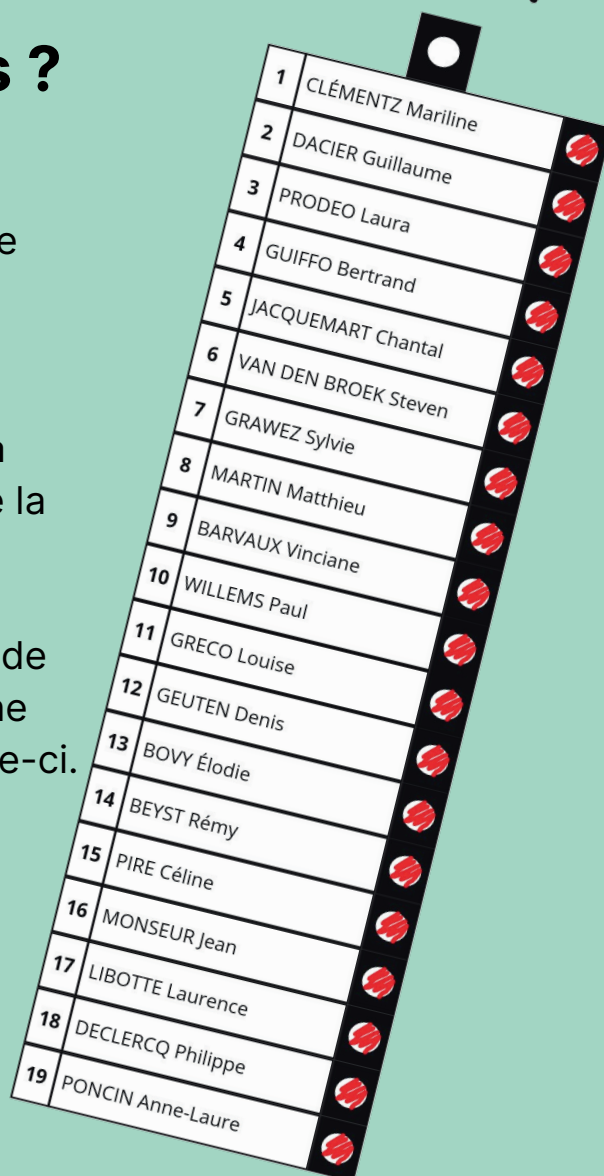 s ?
e
n
e la
de
ne
e-ci.
1 CLÉMENTZ Mariline
2 DACIER Guillaume
3 PRODEO Laura
4 GUIFFO Bertrand
5 JACQUEMART Chantal
6 VAN DEN BROEK Steven
7 GRAWEZ Sylvie
8 MARTIN Matthieu
9 BARVAUX Vinciane
10 WILLEMS Paul
11 GRECO Louise
12 GEUTEN Denis
13 BOVY Élodie
14 BEYST Rémy
15 PIRE Céline
16 MONSEUR Jean
17 LIBOTTE Laurence
18 DECLERCQ Philippe
19 PONCIN Anne-Laure